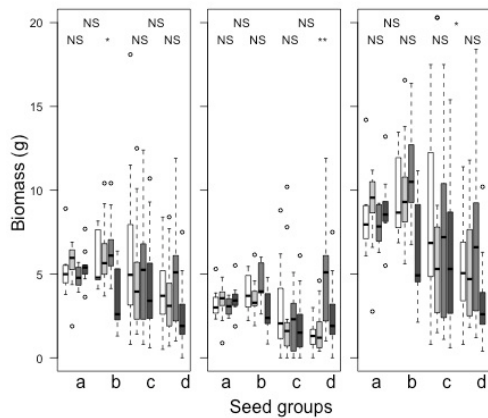 NS NS NS NS NS *
NS * NS NS NS NS NS ** NS NS NS NS
20
15
10
5
0
Biomass (g)
a b c d a b c d a b c d
Seed groups